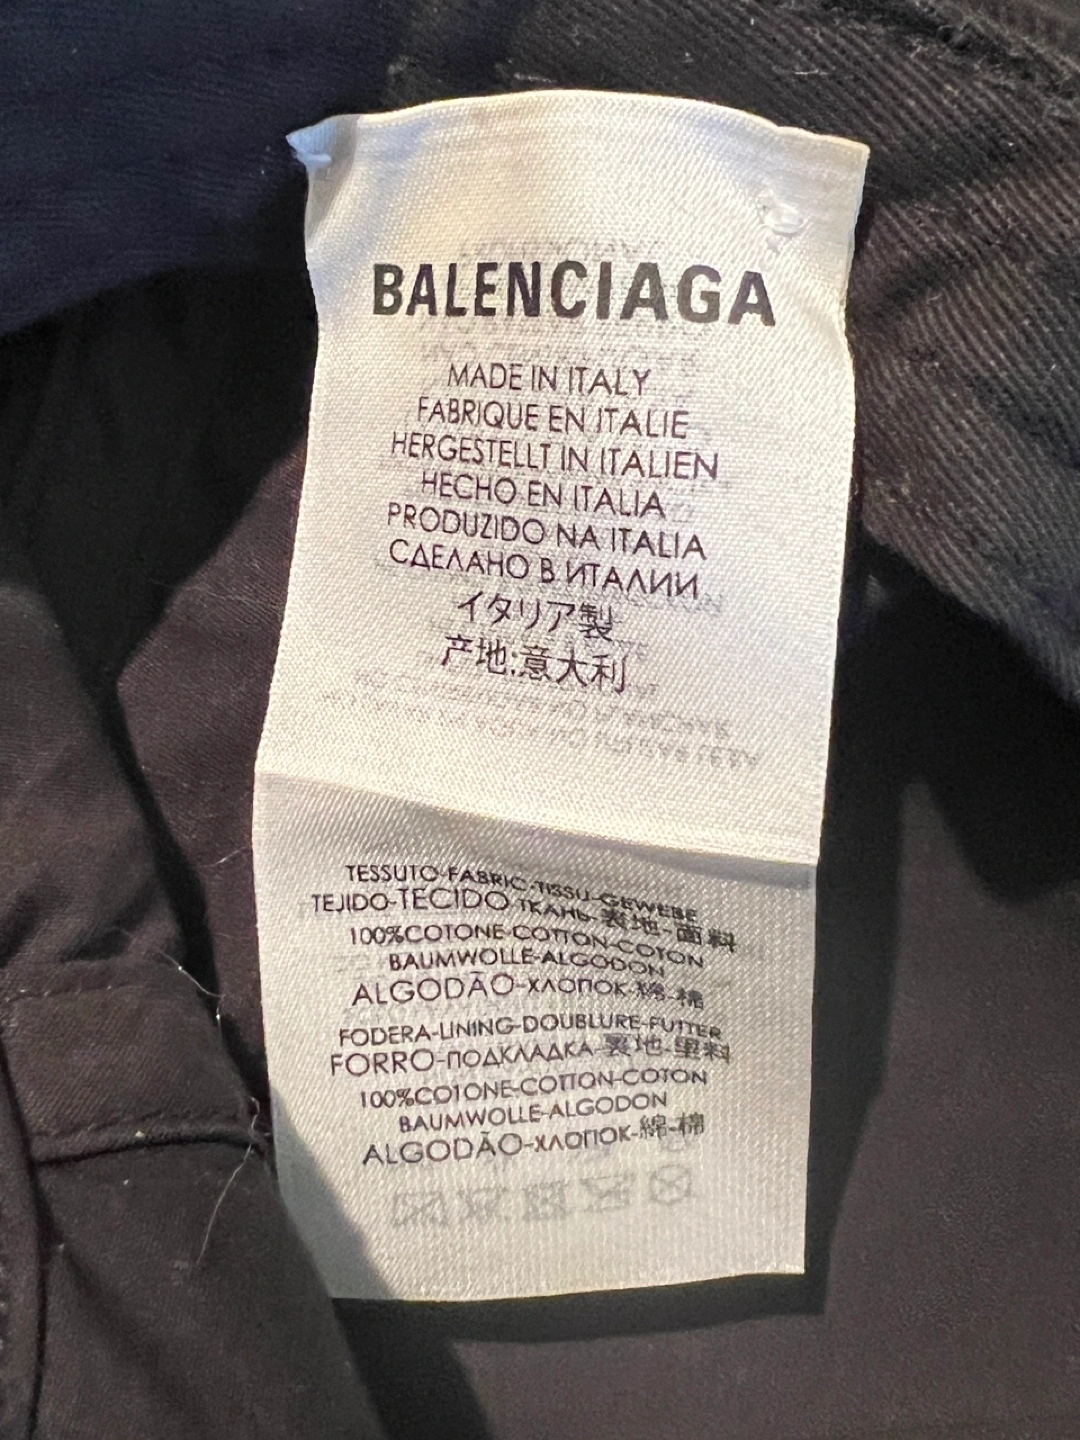 BALENCIAGA
MADE IN ITALY
FABRIQUE EN ITALIE
HERGESTELLT IN ITALIEN
HECHO EN ITALIA
PRODUZIDO NA ITALIA
СДЕЛАНО В ИТАЛИИ
イタリア製
产地:意大利
TESSUTO-FABRIC-TISSU-GEWEBE
TEJIDO-TECIDO ТКАНЬ-表地-面料
100%COTONE-COTTON-COTON
BAUMWOLLE-ALGODON
ALGODÃO-ХЛОПОК-綿-棉
FODERA-LINING-DOUBLURE-FUTTER
FORRO-ПОДКЛАДКА-裏地-里料
100%COTONE-COTTON-COTON
BAUMWOLLE-ALGODON
ALGODÃO-ХЛОПОК-綿-棉